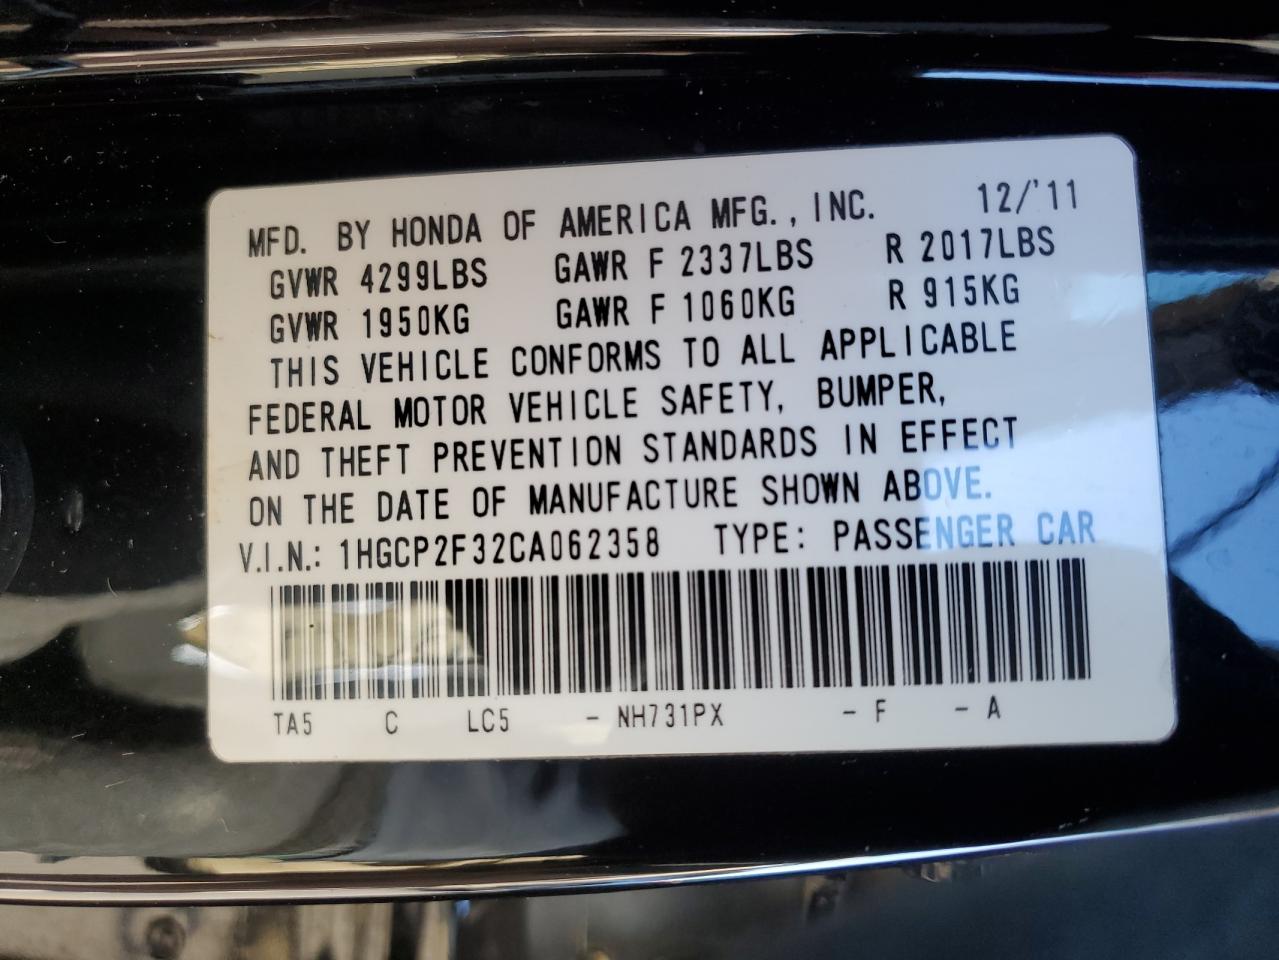 MFD. BY HONDA OF AMERICA MFG., INC. 12/'11
GVWR 4299LBS GAWR F 2337LBS R 2017LBS
GVWR 1950KG GAWR F 1060KG R 915KG
THIS VEHICLE CONFORMS TO ALL APPLICABLE
FEDERAL MOTOR VEHICLE SAFETY, BUMPER,
AND THEFT PREVENTION STANDARDS IN EFFECT
ON THE DATE OF MANUFACTURE SHOWN ABOVE.
V.I.N.: 1HGCP2F32CA062358 TYPE: PASSENGER CAR
TA5 C LC5 - NH731PX - F - A